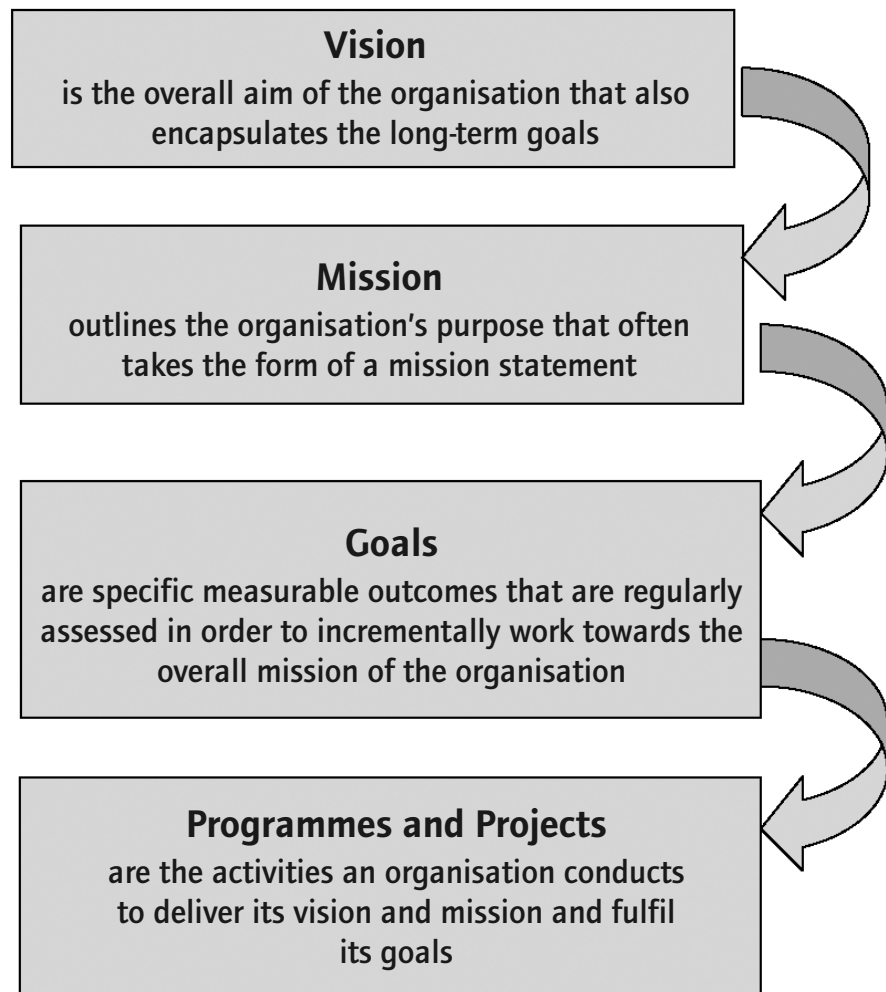 Vision
is the overall aim of the organisation that also
encapsulates the long-term goals
Mission
outlines the organisation's purpose that often
takes the form of a mission statement
Goals
are specific measurable outcomes that are regularly
assessed in order to incrementally work towards the
overall mission of the organisation
Programmes and Projects
are the activities an organisation conducts
to deliver its vision and mission and fulfil
its goals